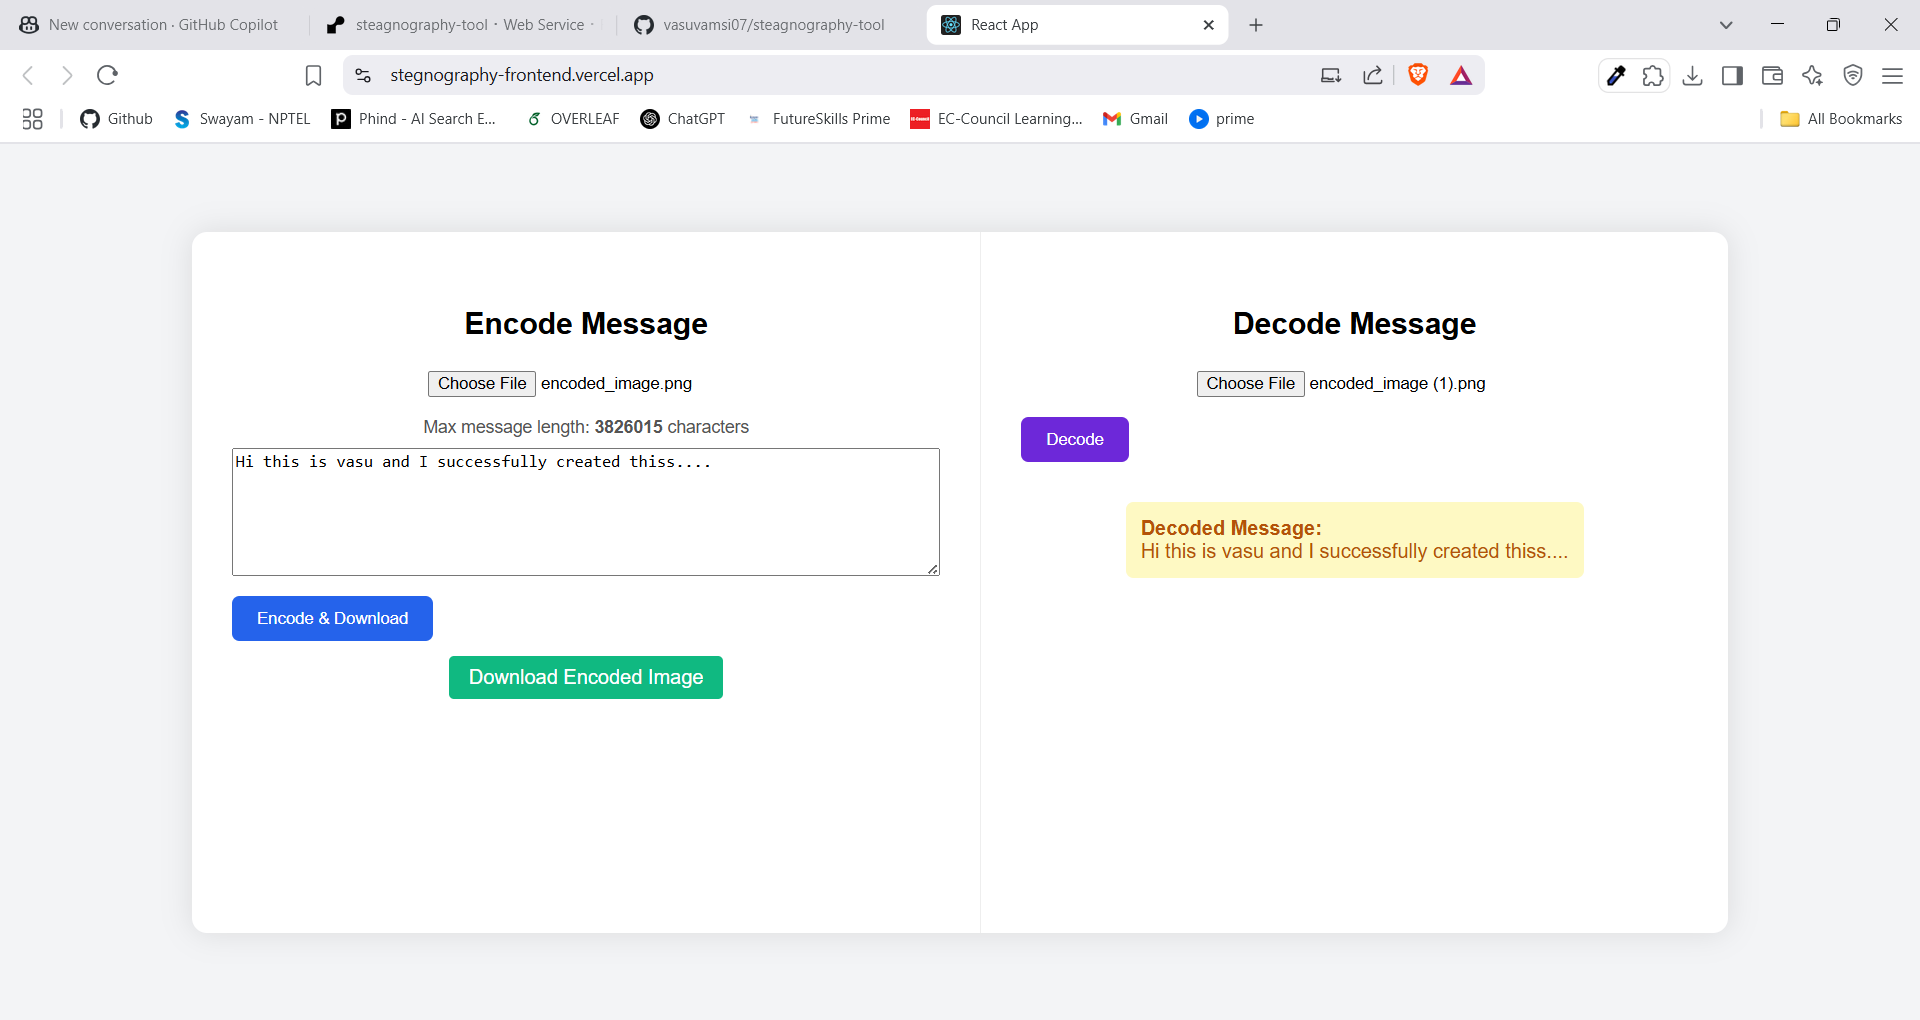 New conversation · GitHub Copilot
steagnography-tool · Web Service ·
vasuvamsi07/steagnography-tool
React App
stegnography-frontend.vercel.app
Github
Swayam - NPTEL
Phind - AI Search E...
OVERLEAF
ChatGPT
FutureSkills Prime
EC-Council Learning...
Gmail
prime
All Bookmarks
Encode Message
Choose File encoded_image.png
Max message length: 3826015 characters
Hi this is vasu and I successfully created thiss....
Encode & Download
Download Encoded Image
Decode Message
Choose File encoded_image (1).png
Decode
Decoded Message:
Hi this is vasu and I successfully created thiss....